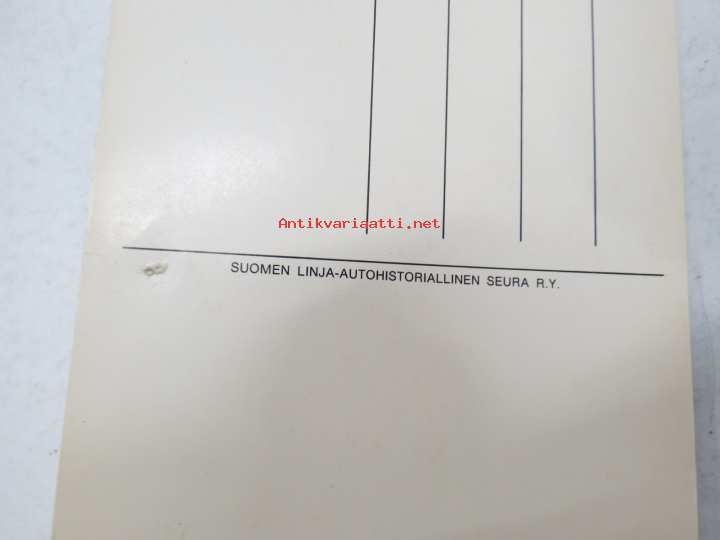 Antikvariaatti.net
SUOMEN LINJA-AUTOHISTORIALLINEN SEURA R.Y.